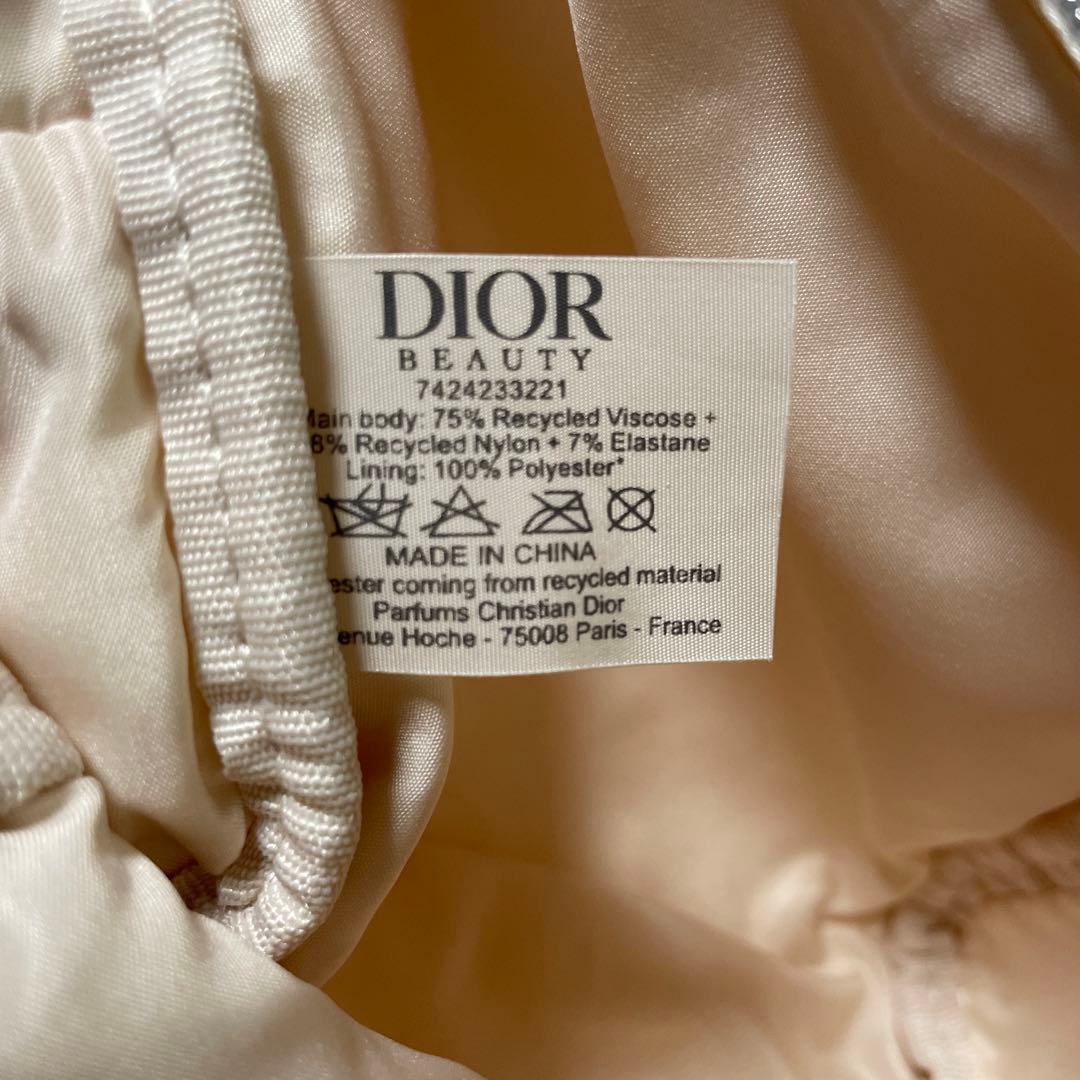 DIOR
BEAUTY
7424233221
Main body: 75% Recycled Viscose +
8% Recycled Nylon + 7% Elastane
Lining: 100% Polyester*
MADE IN CHINA
ester coming from recycled material
Parfums Christian Dior
enue Hoche - 75008 Paris - France